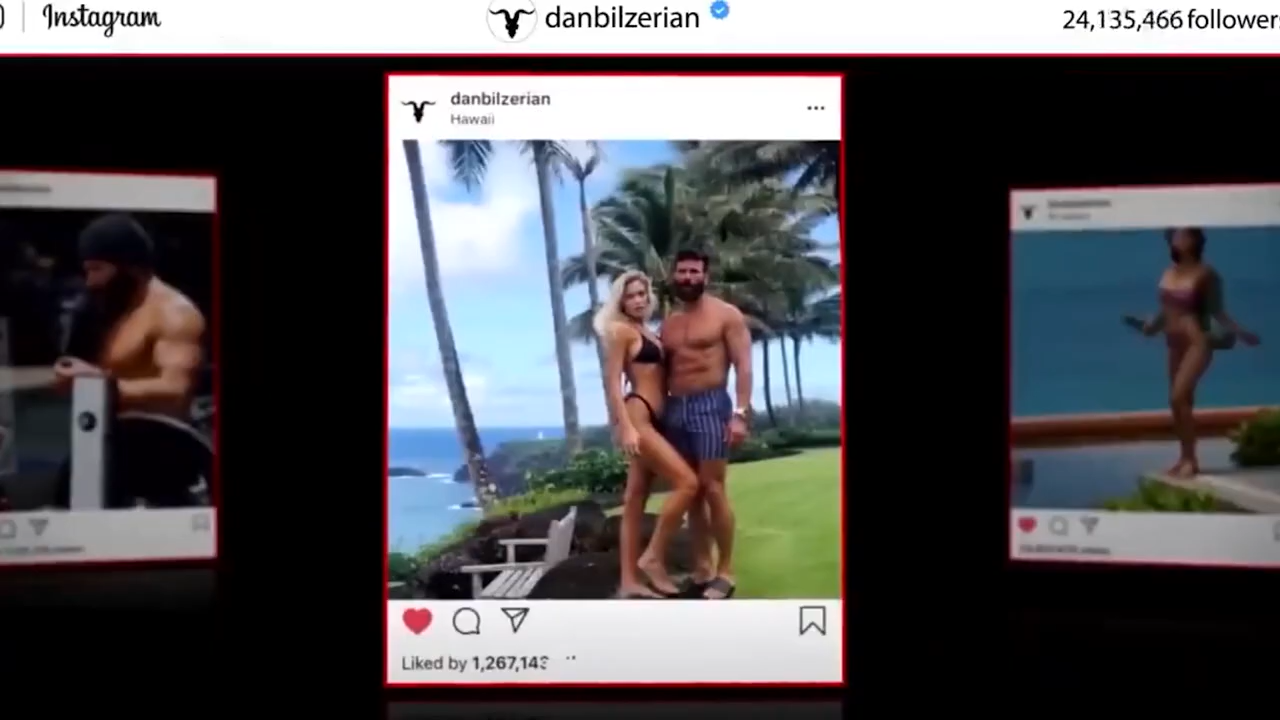 Instagram
danbilzerian
24,135,466 followers
danbilzerian
Hawaii
Liked by 1,267,143